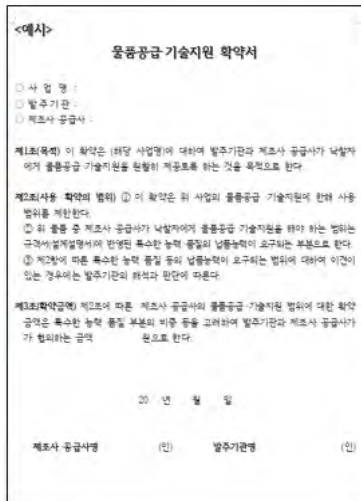 <예시>
물품공급·기술지원 확약서
○ 사 업 명 :
○ 발주기관 :
○ 제조사·공급사 :
제1조(목적) 이 확약은 (해당 사업명)에 대하여 발주기관과 제조사·공급사가 낙찰자
에게 물품공급·기술지원을 원활히 제공토록 하는 것을 목적으로 한다.
제2조(사용 확약의 범위) ① 이 확약은 위 사업의 물품공급·기술지원에 한해 사용
범위를 제한한다.
② 위 물품 중 제조사·공급사가 낙찰자에게 물품공급·기술지원을 해야 하는 범위는
규격서(설계설명서)에 반영된 특수한 능력·품질의 납품능력이 요구되는 부분으로 한다.
③ 제2항에 따른 특수한 능력·품질 등의 납품능력이 요구되는 범위에 대하여 이견이
있는 경우에는 발주기관의 해석과 판단에 따른다.
제3조(확약금액) 제2조에 따른 제조사·공급사의 물품공급·기술지원 범위에 대한 확약
금액은 특수한 능력·품질 부분의 비중 등을 고려하여 발주기관과 제조사·공급사가
가 협의하는 금액 원으로 한다.
20 년 월 일
제조사·공급사명 (인) 발주기관명 (인)